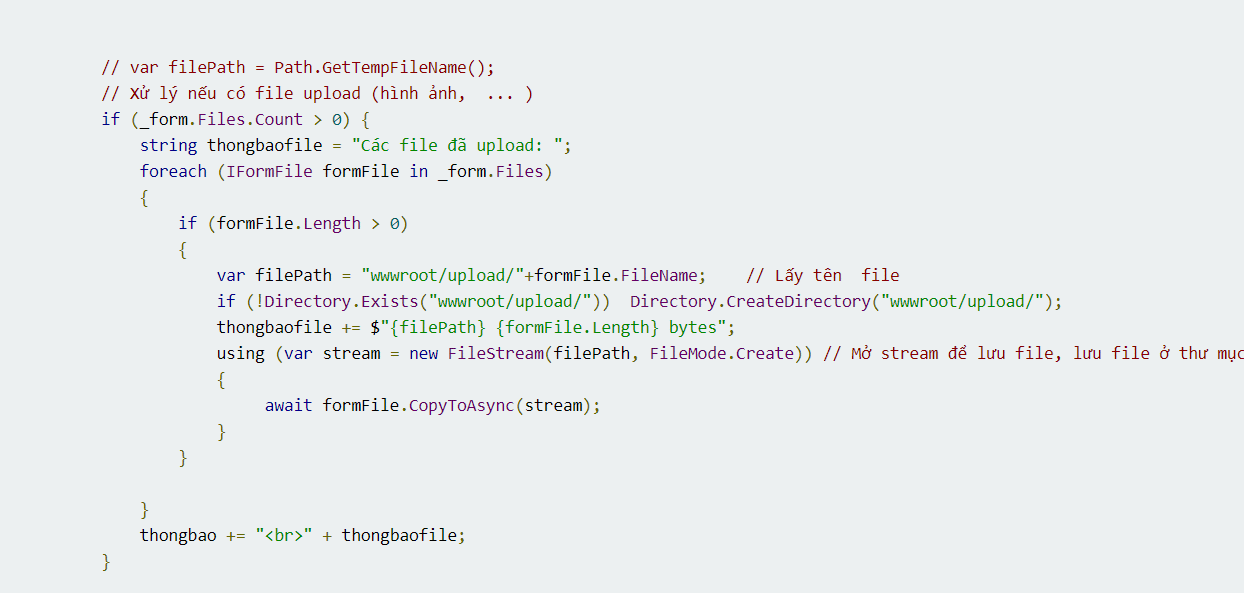 // var filePath = Path.GetTempFileName();
// Xử lý nếu có file upload (hình ảnh,  ... )
if (_form.Files.Count > 0) {
    string thongbaofile = "Các file đã upload: ";
    foreach (IFormFile formFile in _form.Files)
    {
        if (formFile.Length > 0)
        {
            var filePath = "wwwroot/upload/"+formFile.FileName;    // Lấy tên  file
            if (!Directory.Exists("wwwroot/upload/"))  Directory.CreateDirectory("wwwroot/upload/");
            thongbaofile += $"{filePath} {formFile.Length} bytes";
            using (var stream = new FileStream(filePath, FileMode.Create)) // Mở stream để lưu file, lưu file ở thư mục
            {
                 await formFile.CopyToAsync(stream);
            }
        }
    }
    thongbao += "<br>" + thongbaofile;
}